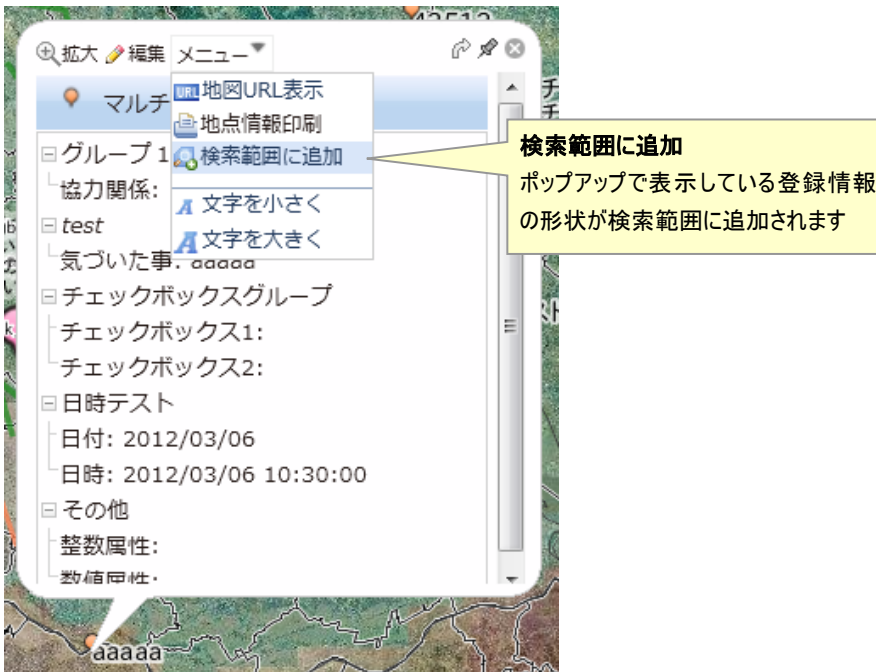 拡大 編集 メニュー▼
URL 地図URL表示
マルチ
地点情報印刷
グループ 1
検索範囲に追加
協力関係:
文字を小さく
test
文字を大きく
気づいた事: aaaaa
チェックボックスグループ
チェックボックス1:
チェックボックス2:
日時テスト
日付: 2012/03/06
日時: 2012/03/06 10:30:00
その他
整数属性:
数値属性:
aaaaa
検索範囲に追加
ポップアップで表示している登録情報
の形状が検索範囲に追加されます